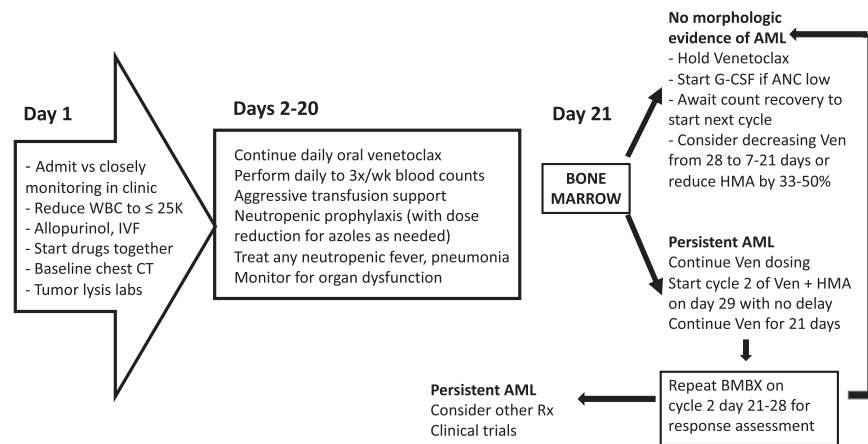 Day 1
- Admit vs closely
monitoring in clinic
- Reduce WBC to ≤ 25K
- Allopurinol, IVF
- Start drugs together
- Baseline chest CT
- Tumor lysis labs
Days 2-20
Continue daily oral venetoclax
Perform daily to 3x/wk blood counts
Aggressive transfusion support
Neutropenic prophylaxis (with dose
reduction for azoles as needed)
Treat any neutropenic fever, pneumonia
Monitor for organ dysfunction
Day 21
BONE
MARROW
No morphologic
evidence of AML
- Hold Venetoclax
- Start G-CSF if ANC low
- Await count recovery to
start next cycle
- Consider decreasing Ven
from 28 to 7-21 days or
reduce HMA by 33-50%
Persistent AML
Continue Ven dosing
Start cycle 2 of Ven + HMA
on day 29 with no delay
Continue Ven for 21 days
Repeat BMBX on
cycle 2 day 21-28 for
response assessment
Persistent AML
Consider other Rx
Clinical trials